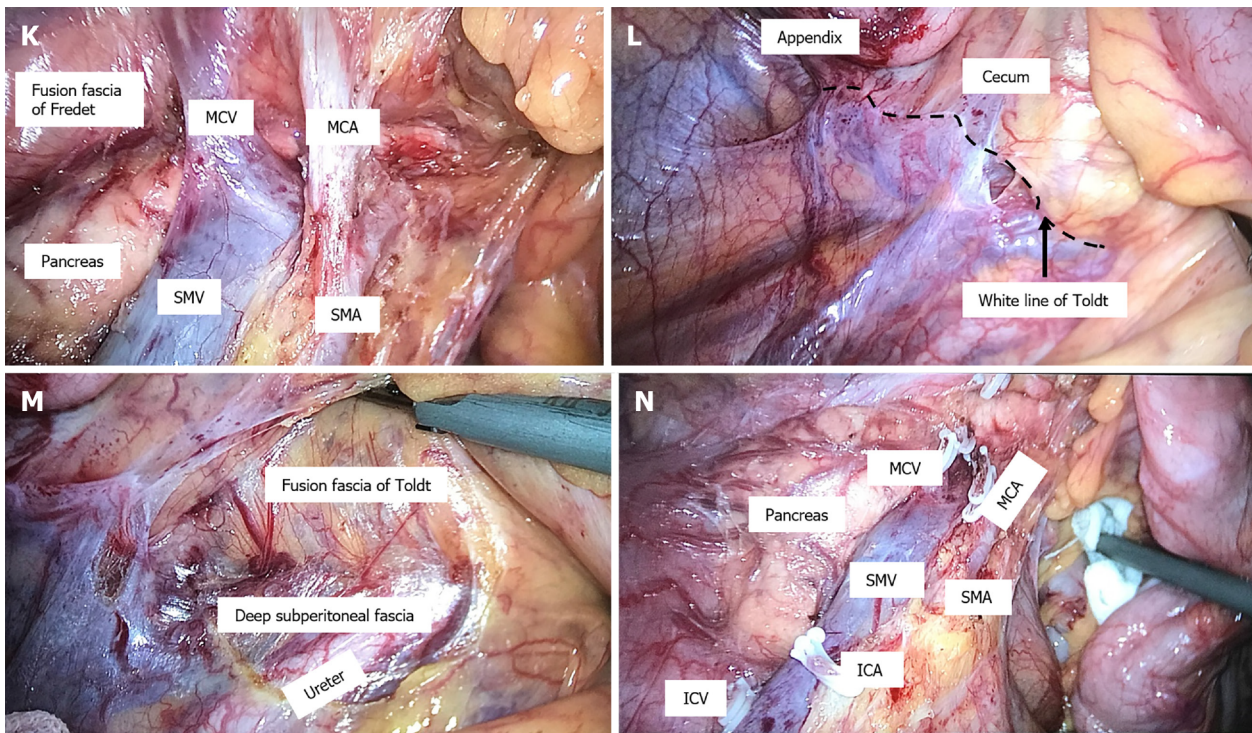 K
Fusion fascia
of Fredet
MCV
MCA
Pancreas
SMV
SMA
L
Appendix
Cecum
White line of Toldt
M
Fusion fascia of Toldt
Deep subperitoneal fascia
Ureter
N
MCV
MCA
Pancreas
SMV
SMA
ICA
ICV